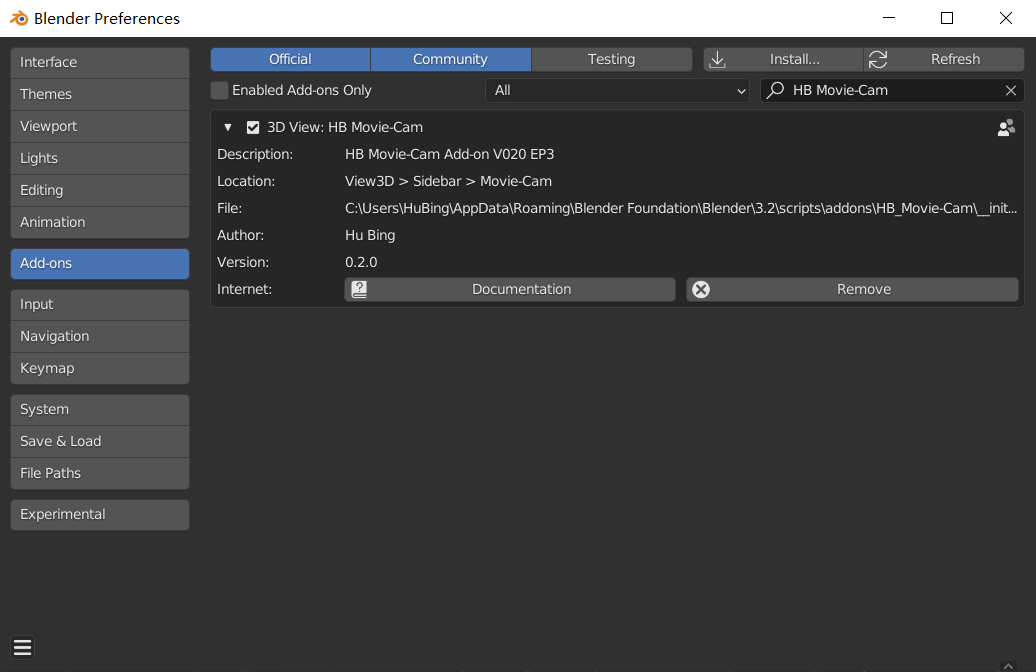 Blender Preferences
Interface
Themes
Viewport
Lights
Editing
Animation
Add-ons
Input
Navigation
Keymap
System
Save & Load
File Paths
Experimental
Official Community Testing Install... Refresh
Enabled Add-ons Only All HB Movie-Cam
3D View: HB Movie-Cam
Description: HB Movie-Cam Add-on V020 EP3
Location: View3D > Sidebar > Movie-Cam
File: C:\Users\HuBing\AppData\Roaming\Blender Foundation\Blender\3.2\scripts\addons\HB_Movie-Cam\__init...
Author: Hu Bing
Version: 0.2.0
Internet: Documentation Remove